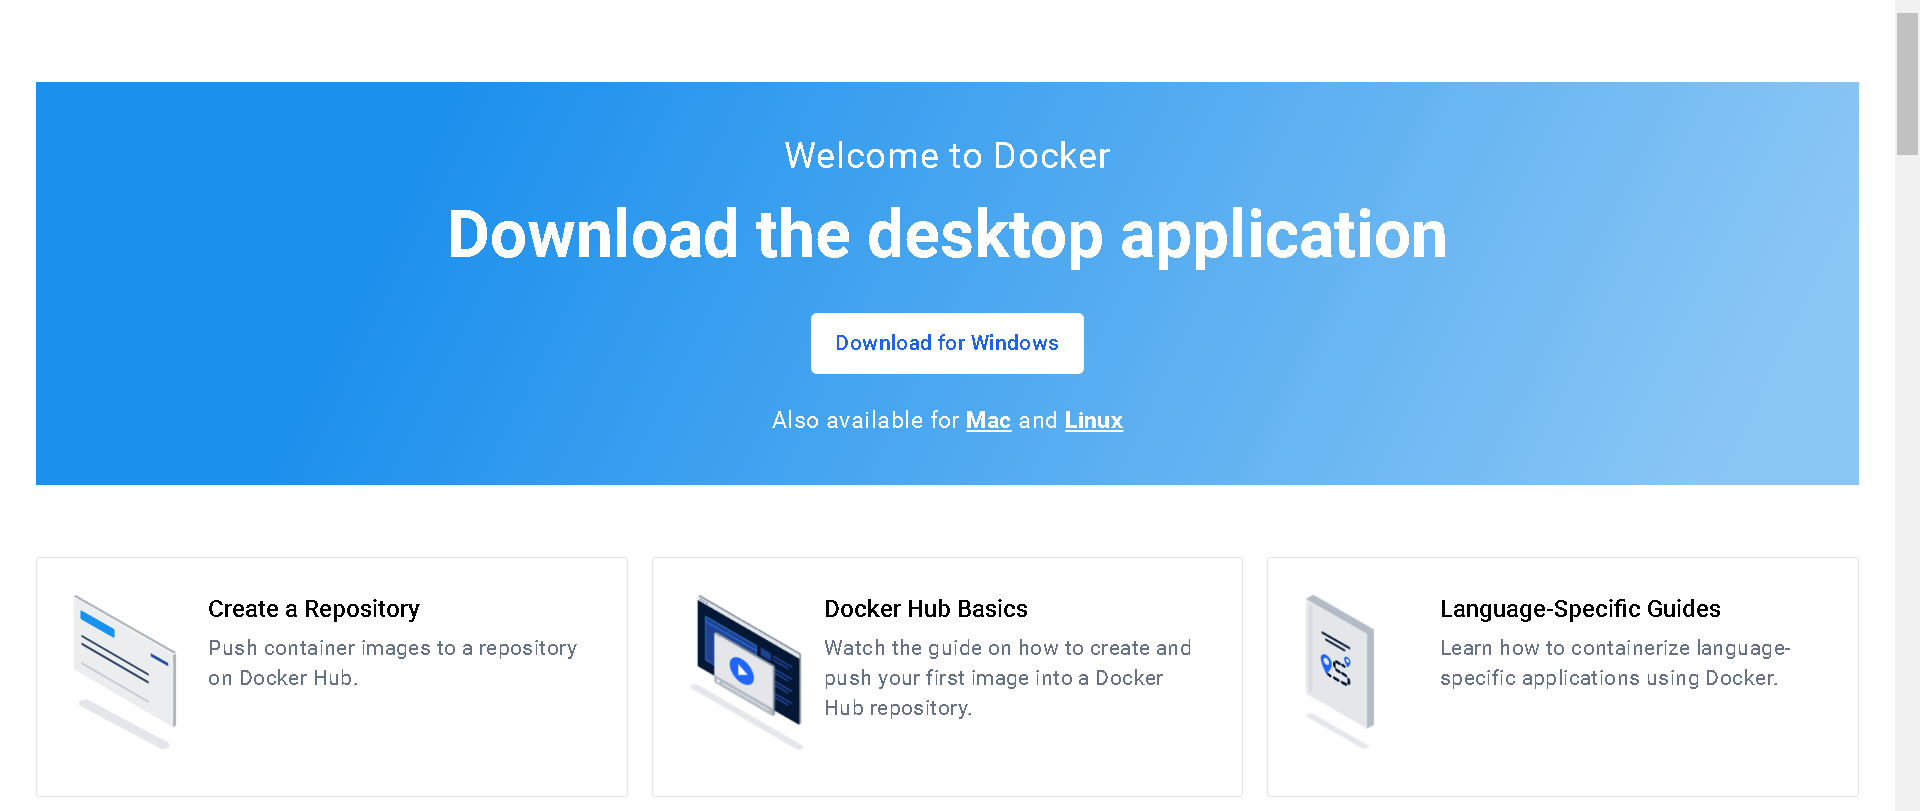 Welcome to Docker
Download the desktop application
Download for Windows
Also available for Mac and Linux
Create a Repository
Push container images to a repository
on Docker Hub.
Docker Hub Basics
Watch the guide on how to create and
push your first image into a Docker
Hub repository.
Language-Specific Guides
Learn how to containerize language-
specific applications using Docker.